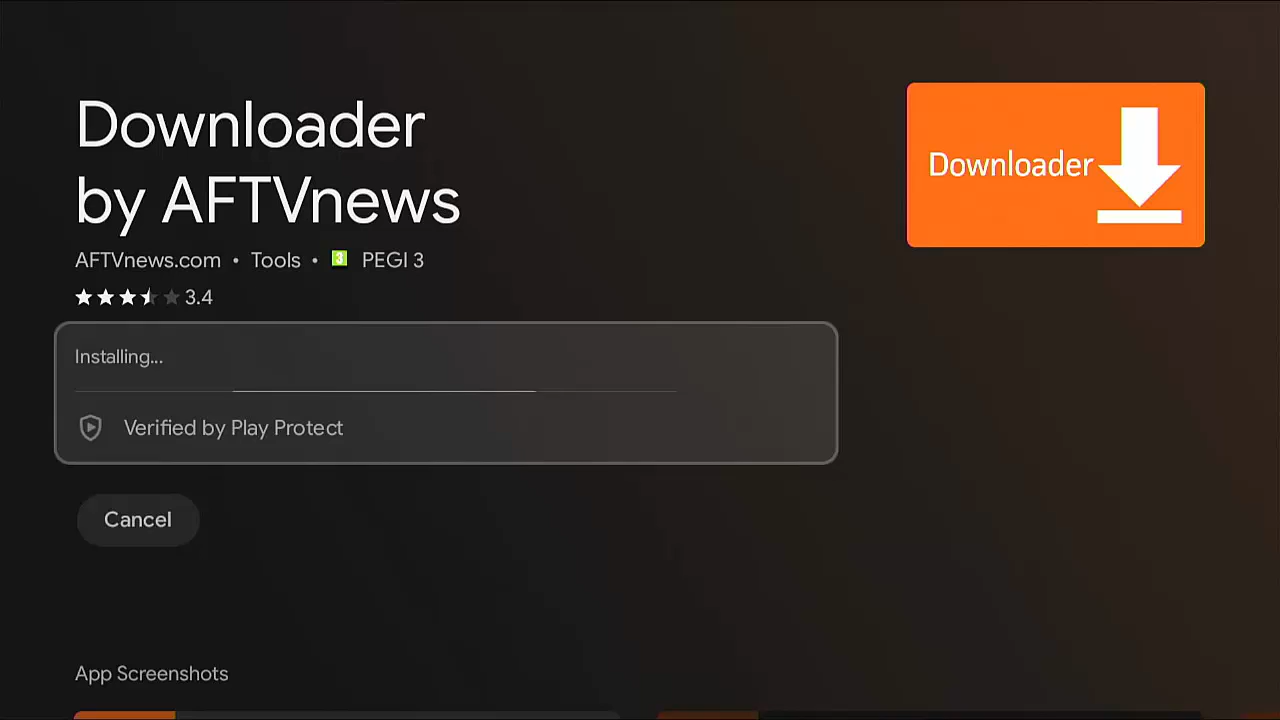 Downloader
by AFTVnews
AFTVnews.com • Tools • 3 PEGI 3
3.4
Downloader
Installing...
Verified by Play Protect
Cancel
App Screenshots